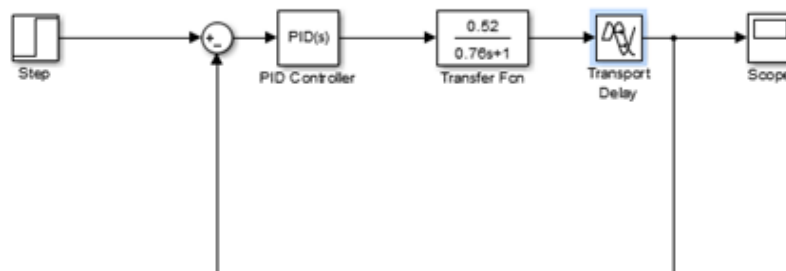 Step
+
-
PID(s)
PID Controller
0.52
0.76s+1
Transfer Fcn
Transport
Delay
Scope